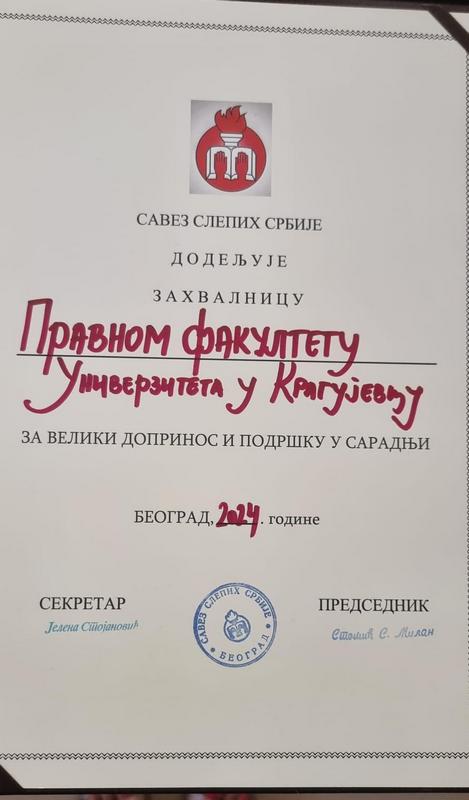 САВЕЗ СЛЕПИХ СРБИЈЕ
ДОДЕЉУЈЕ
ЗАХВАЛНИЦУ
Правном факултету
Универзитета у Крагујевцу
ЗА ВЕЛИКИ ДОПРИНОС И ПОДРШКУ У САРАДЊИ
БЕОГРАД, 2024. године
СЕКРЕТАР
Јелена Стојановић
САВЕЗ СЛЕПИХ СРБИЈЕ
БЕОГРАД
ПРЕДСЕДНИК
Стошић С. Милан